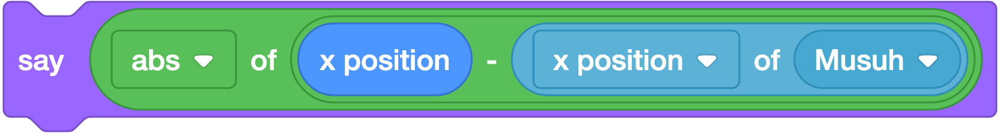 say abs of x position - x position of Musuh